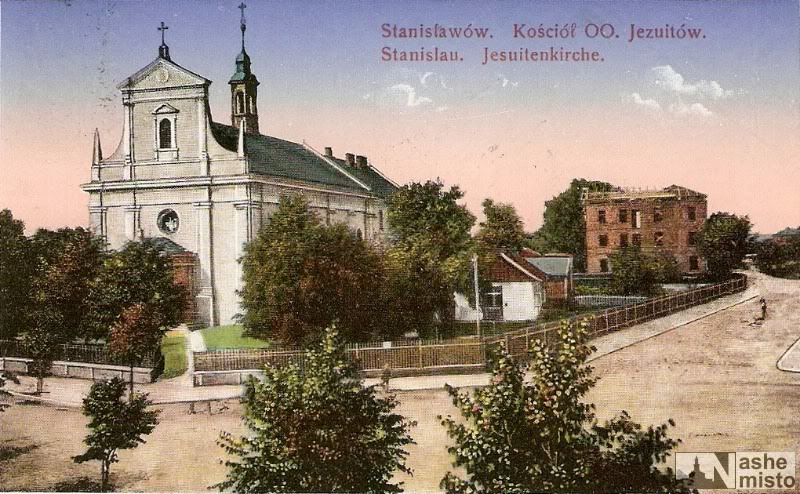 Stanisławów. Kościół OO. Jezuitów.
Stanislau. Jesuitenkirche.
Nashe
misto